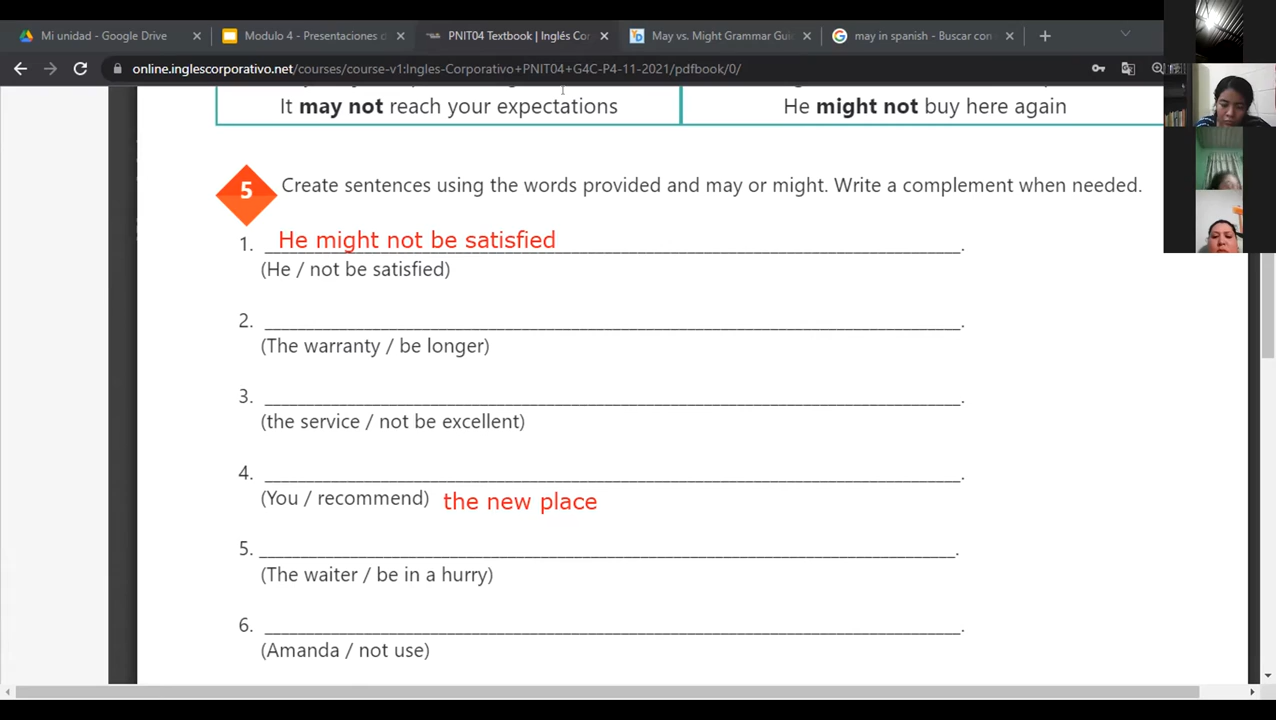 Mi unidad - Google Drive
Modulo 4 - Presentaciones d
PNIT04 Textbook | Inglés Cor
May vs. Might Grammar Gui
may in spanish - Buscar con
online.inglescorporativo.net/courses/course-v1:Ingles-Corporativo+PNIT04+G4C-P4-11-2021/pdfbook/0/
It may not reach your expectations
He might not buy here again
5 Create sentences using the words provided and may or might. Write a complement when needed.
1. He might not be satisfied.
(He / not be satisfied)
2. ______.
(The warranty / be longer)
3. ______.
(the service / not be excellent)
4. ______.
(You / recommend) the new place
5. ______.
(The waiter / be in a hurry)
6. ______.
(Amanda / not use)